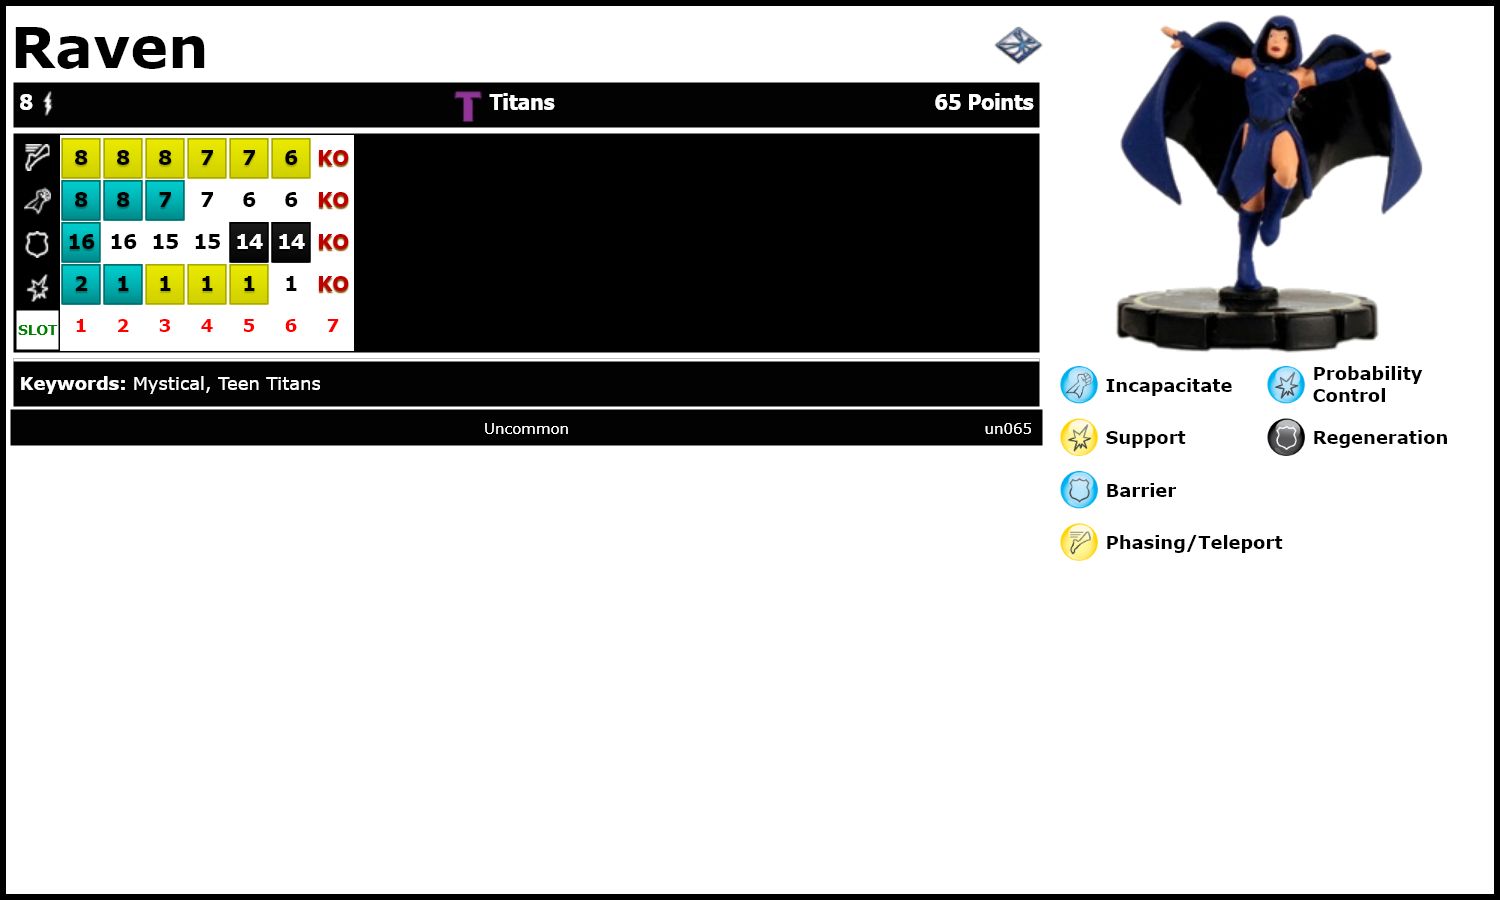 Raven
8 T Titans 65 Points
8 8 8 7 7 6 KO
8 8 7 7 6 6 KO
16 16 15 15 14 14 KO
2 1 1 1 1 1 KO
SLOT 1 2 3 4 5 6 7
Keywords: Mystical, Teen Titans
Uncommon un065
Incapacitate
Probability
Control
Support
Regeneration
Barrier
Phasing/Teleport